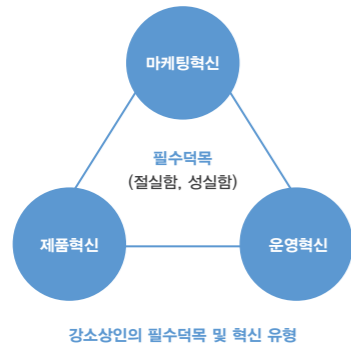 마케팅혁신
필수덕목
(절실함, 성실함)
제품혁신
운영혁신
강소상인의 필수덕목 및 혁신 유형